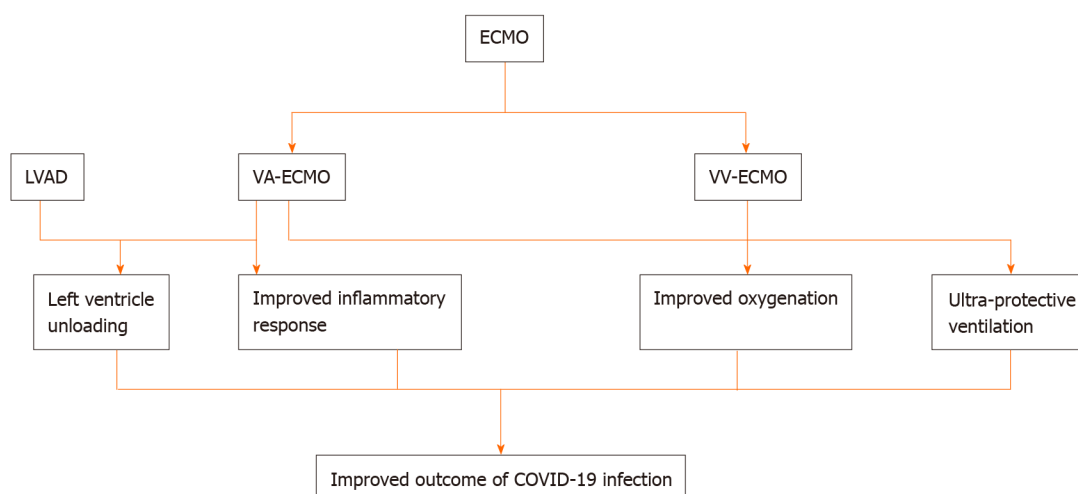 ECMO
LVAD
VA-ECMO
VV-ECMO
Left ventricle
unloading
Improved inflammatory
response
Improved oxygenation
Ultra-protective
ventilation
Improved outcome of COVID-19 infection